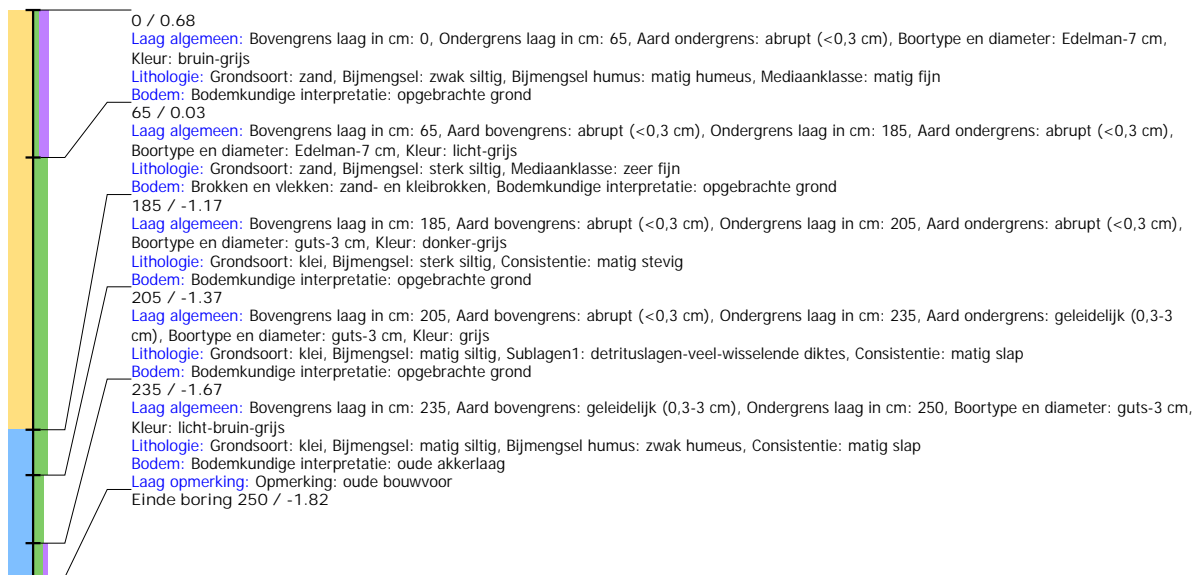 0 / 0.68
Laag algemeen: Bovengrens laag in cm: 0, Ondergrens laag in cm: 65, Aard ondergrens: abrupt (<0,3 cm), Boortype en diameter: Edelman-7 cm,
Kleur: bruin-grijs
Lithologie: Grondsoort: zand, Bijmengsel: zwak siltig, Bijmengsel humus: matig humeus, Mediaanklasse: matig fijn
Bodem: Bodemkundige interpretatie: opgebrachte grond
65 / 0.03
Laag algemeen: Bovengrens laag in cm: 65, Aard bovengrens: abrupt (<0,3 cm), Ondergrens laag in cm: 185, Aard ondergrens: abrupt (<0,3 cm),
Boortype en diameter: Edelman-7 cm, Kleur: licht-grijs
Lithologie: Grondsoort: zand, Bijmengsel: sterk siltig, Mediaanklasse: zeer fijn
Bodem: Brokken en vlekken: zand- en kleibrokken, Bodemkundige interpretatie: opgebrachte grond
185 / -1.17
Laag algemeen: Bovengrens laag in cm: 185, Aard bovengrens: abrupt (<0,3 cm), Ondergrens laag in cm: 205, Aard ondergrens: abrupt (<0,3 cm),
Boortype en diameter: guts-3 cm, Kleur: donker-grijs
Lithologie: Grondsoort: klei, Bijmengsel: sterk siltig, Consistentie: matig stevig
Bodem: Bodemkundige interpretatie: opgebrachte grond
205 / -1.37
Laag algemeen: Bovengrens laag in cm: 205, Aard bovengrens: abrupt (<0,3 cm), Ondergrens laag in cm: 235, Aard ondergrens: geleidelijk (0,3-3
cm), Boortype en diameter: guts-3 cm, Kleur: grijs
Lithologie: Grondsoort: klei, Bijmengsel: matig siltig, Sublagen1: detrituslagen-veel-wisselende diktes, Consistentie: matig slap
Bodem: Bodemkundige interpretatie: opgebrachte grond
235 / -1.67
Laag algemeen: Bovengrens laag in cm: 235, Aard bovengrens: geleidelijk (0,3-3 cm), Ondergrens laag in cm: 250, Boortype en diameter: guts-3 cm,
Kleur: licht-bruin-grijs
Lithologie: Grondsoort: klei, Bijmengsel: matig siltig, Bijmengsel humus: zwak humeus, Consistentie: matig slap
Bodem: Bodemkundige interpretatie: oude akkerlaag
Laag opmerking: Opmerking: oude bouwvoor
Einde boring 250 / -1.82